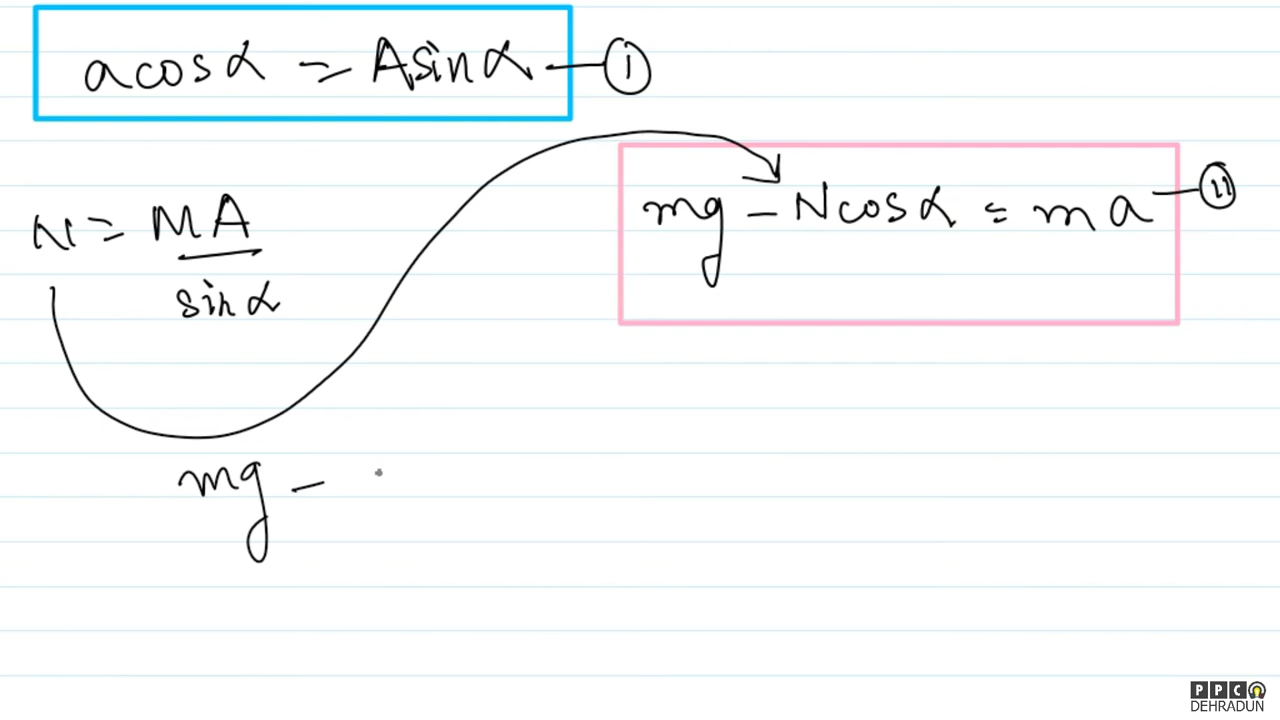 acosα = Asinα — ①
mg - Ncosα = ma — ⑪
N = MA
sinα
mg -
PPC
DEHRADUN